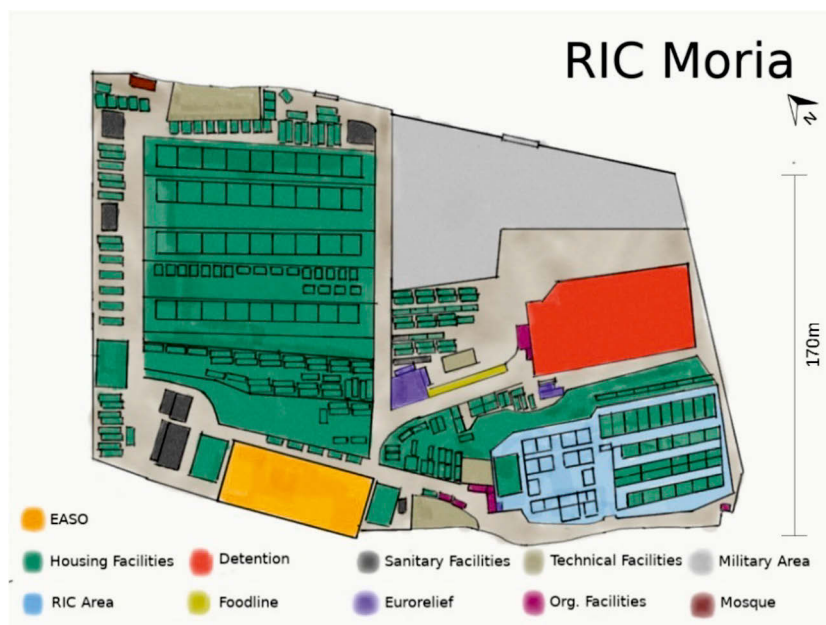 RIC Moria
N
170m
EASO
Housing Facilities
Detention
Sanitary Facilities
Technical Facilities
Military Area
RIC Area
Foodline
Eurorelief
Org. Facilities
Mosque